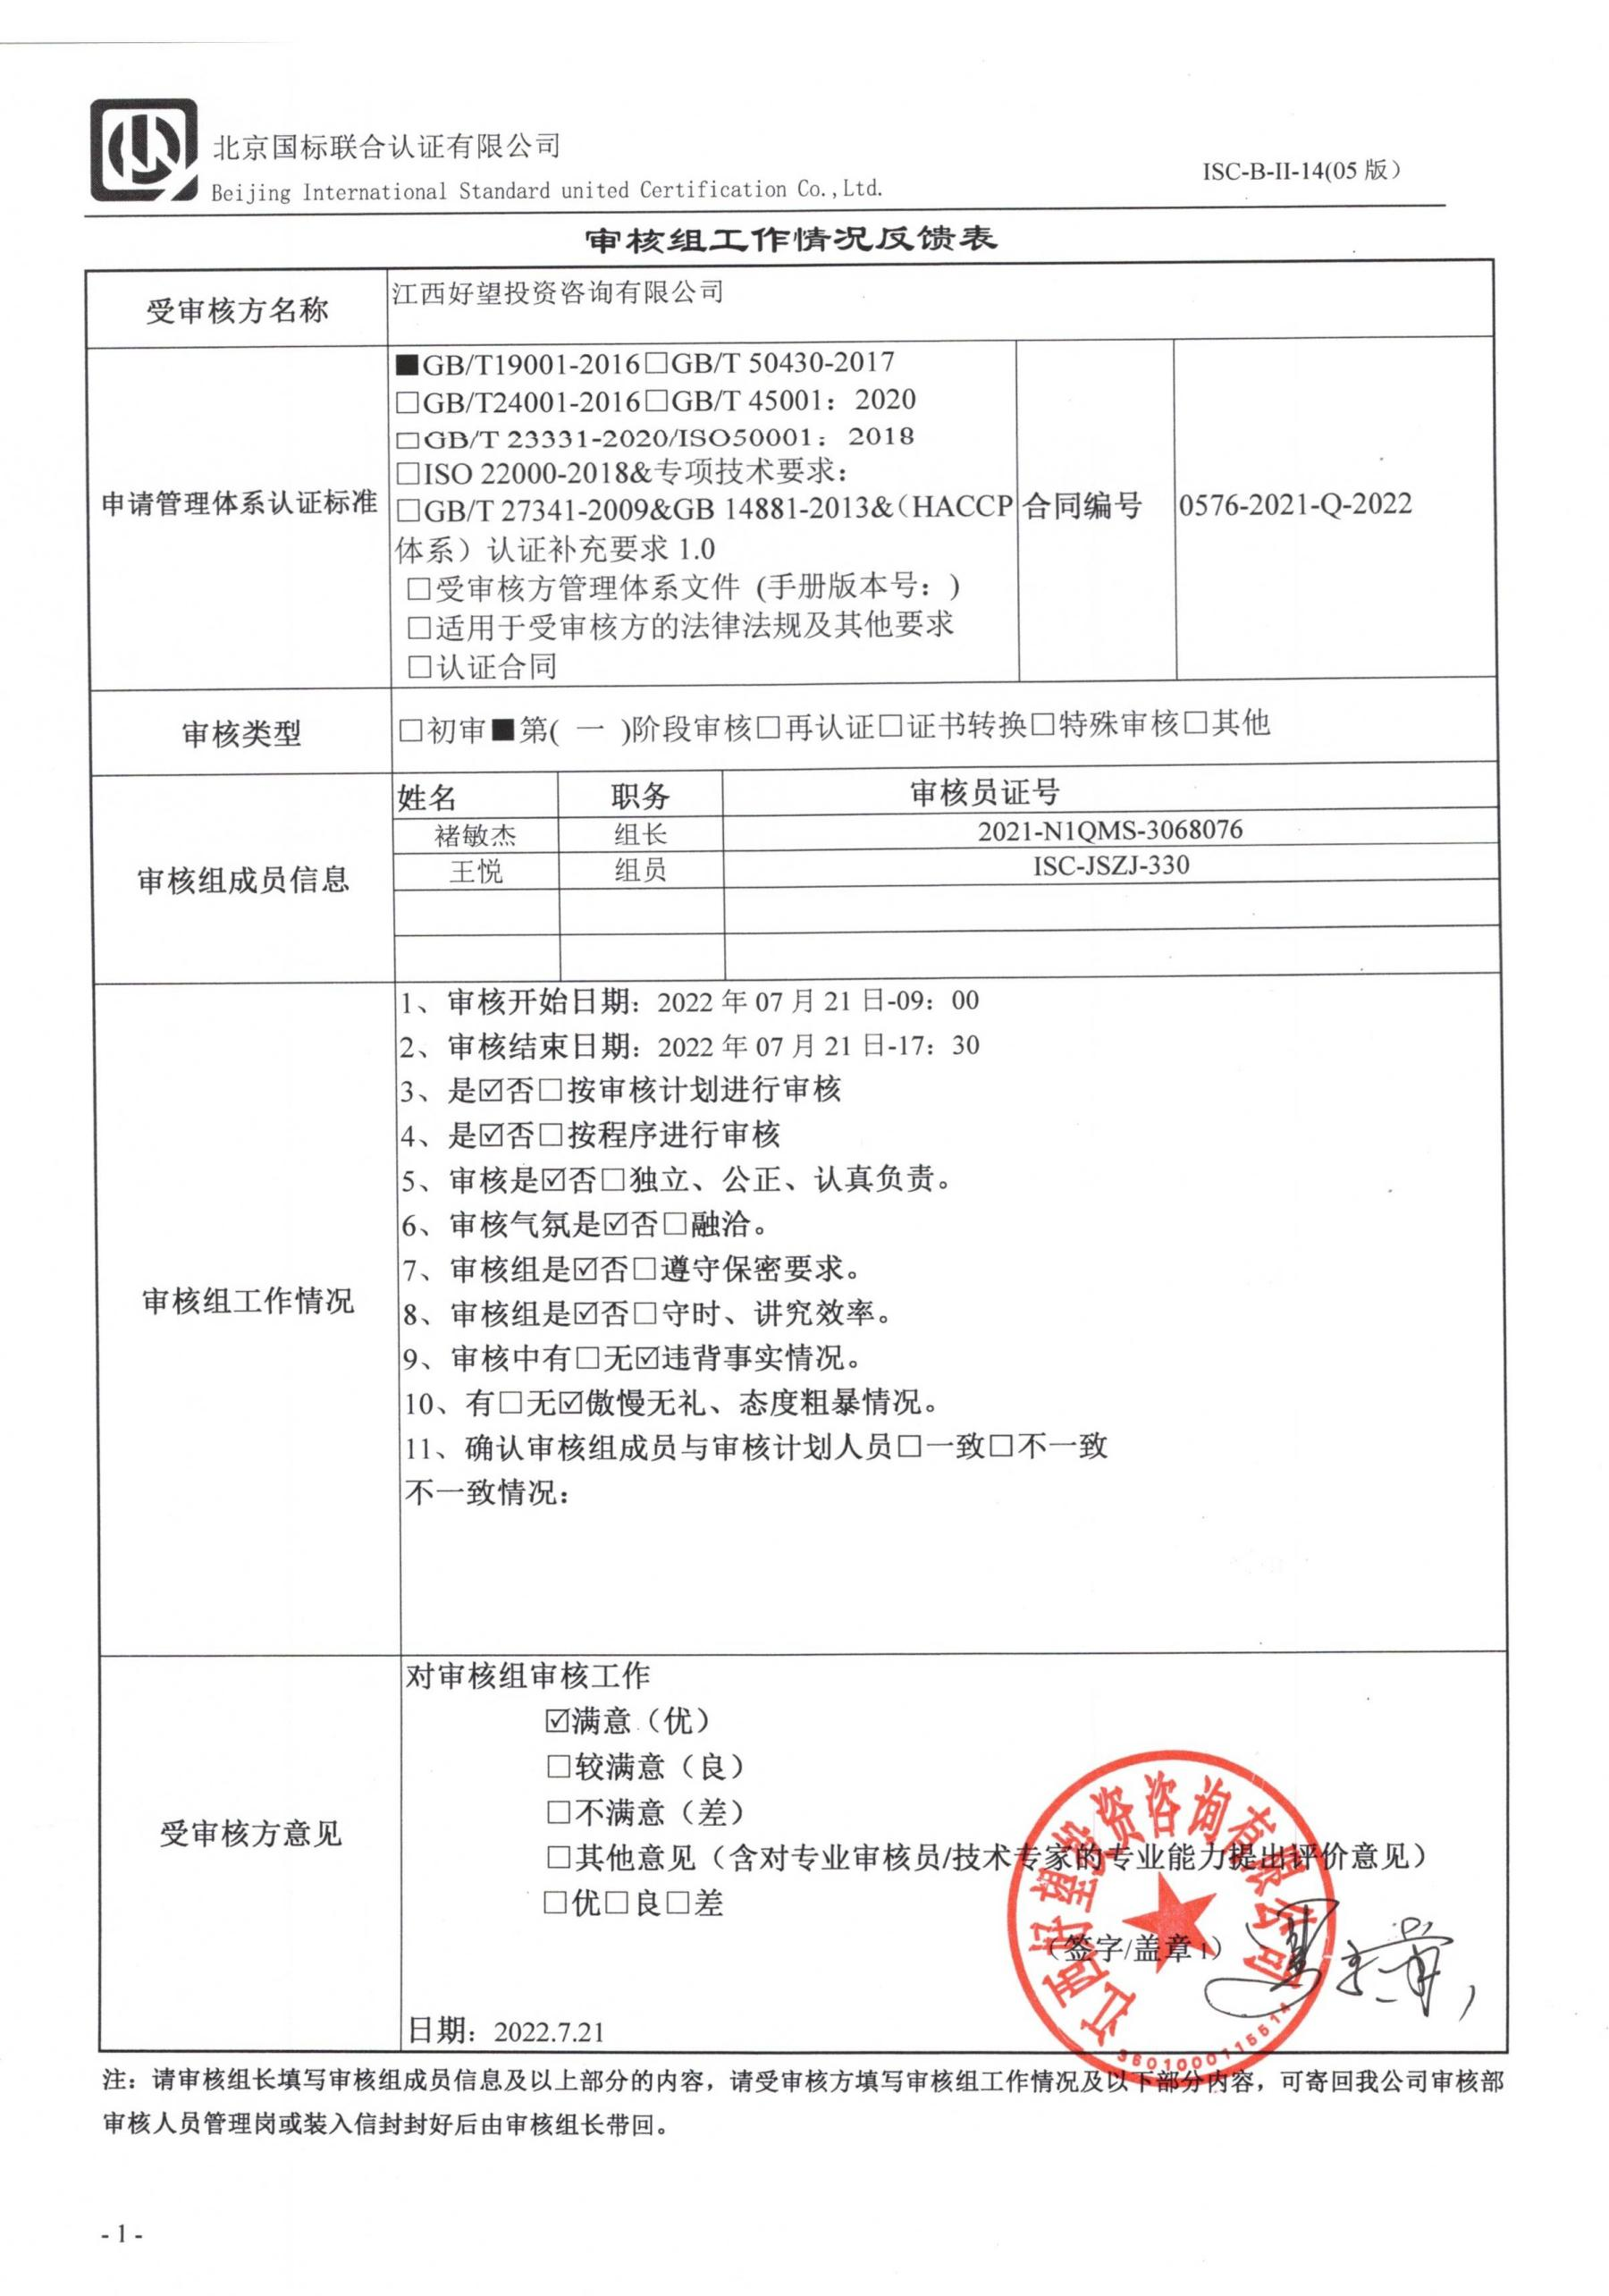 北京国标联合认证有限公司
Beijing International Standard united Certification Co.,Ltd.
ISC-B-II-14(05 版）
审核组工作情况反馈表
受审核方名称
江西好望投资咨询有限公司
申请管理体系认证标准
■GB/T19001-2016□GB/T 50430-2017
□GB/T24001-2016□GB/T 45001：2020
□GB/T 23331-2020/ISO50001：2018
□ISO 22000-2018&专项技术要求：
□GB/T 27341-2009&GB 14881-2013&（HACCP
体系）认证补充要求 1.0
□受审核方管理体系文件 (手册版本号：)
□适用于受审核方的法律法规及其他要求
□认证合同
合同编号
0576-2021-Q-2022
审核类型
□初审■第( 一 )阶段审核□再认证□证书转换□特殊审核□其他
审核组成员信息
姓名 职务 审核员证号
褚敏杰 组长 2021-N1QMS-3068076
王悦 组员 ISC-JSZJ-330
审核组工作情况
1、审核开始日期：2022 年 07 月 21 日-09：00
2、审核结束日期：2022 年 07 月 21 日-17：30
3、是☑否□按审核计划进行审核
4、是☑否□按程序进行审核
5、审核是☑否□独立、公正、认真负责。
6、审核气氛是☑否□融洽。
7、审核组是☑否□遵守保密要求。
8、审核组是☑否□守时、讲究效率。
9、审核中有□无☑违背事实情况。
10、有□无☑傲慢无礼、态度粗暴情况。
11、确认审核组成员与审核计划人员□一致□不一致
不一致情况：
受审核方意见
对审核组审核工作
☑满意（优）
□较满意（良）
□不满意（差）
□其他意见（含对专业审核员/技术专家的专业能力提出评价意见）
□优□良□差
（签字/盖章）
江西好望投资咨询有限公司
3601000115514
日期：2022.7.21
注：请审核组长填写审核组成员信息及以上部分的内容，请受审核方填写审核组工作情况及以下部分内容，可寄回我公司审核部
审核人员管理岗或装入信封封好后由审核组长带回。
- 1 -